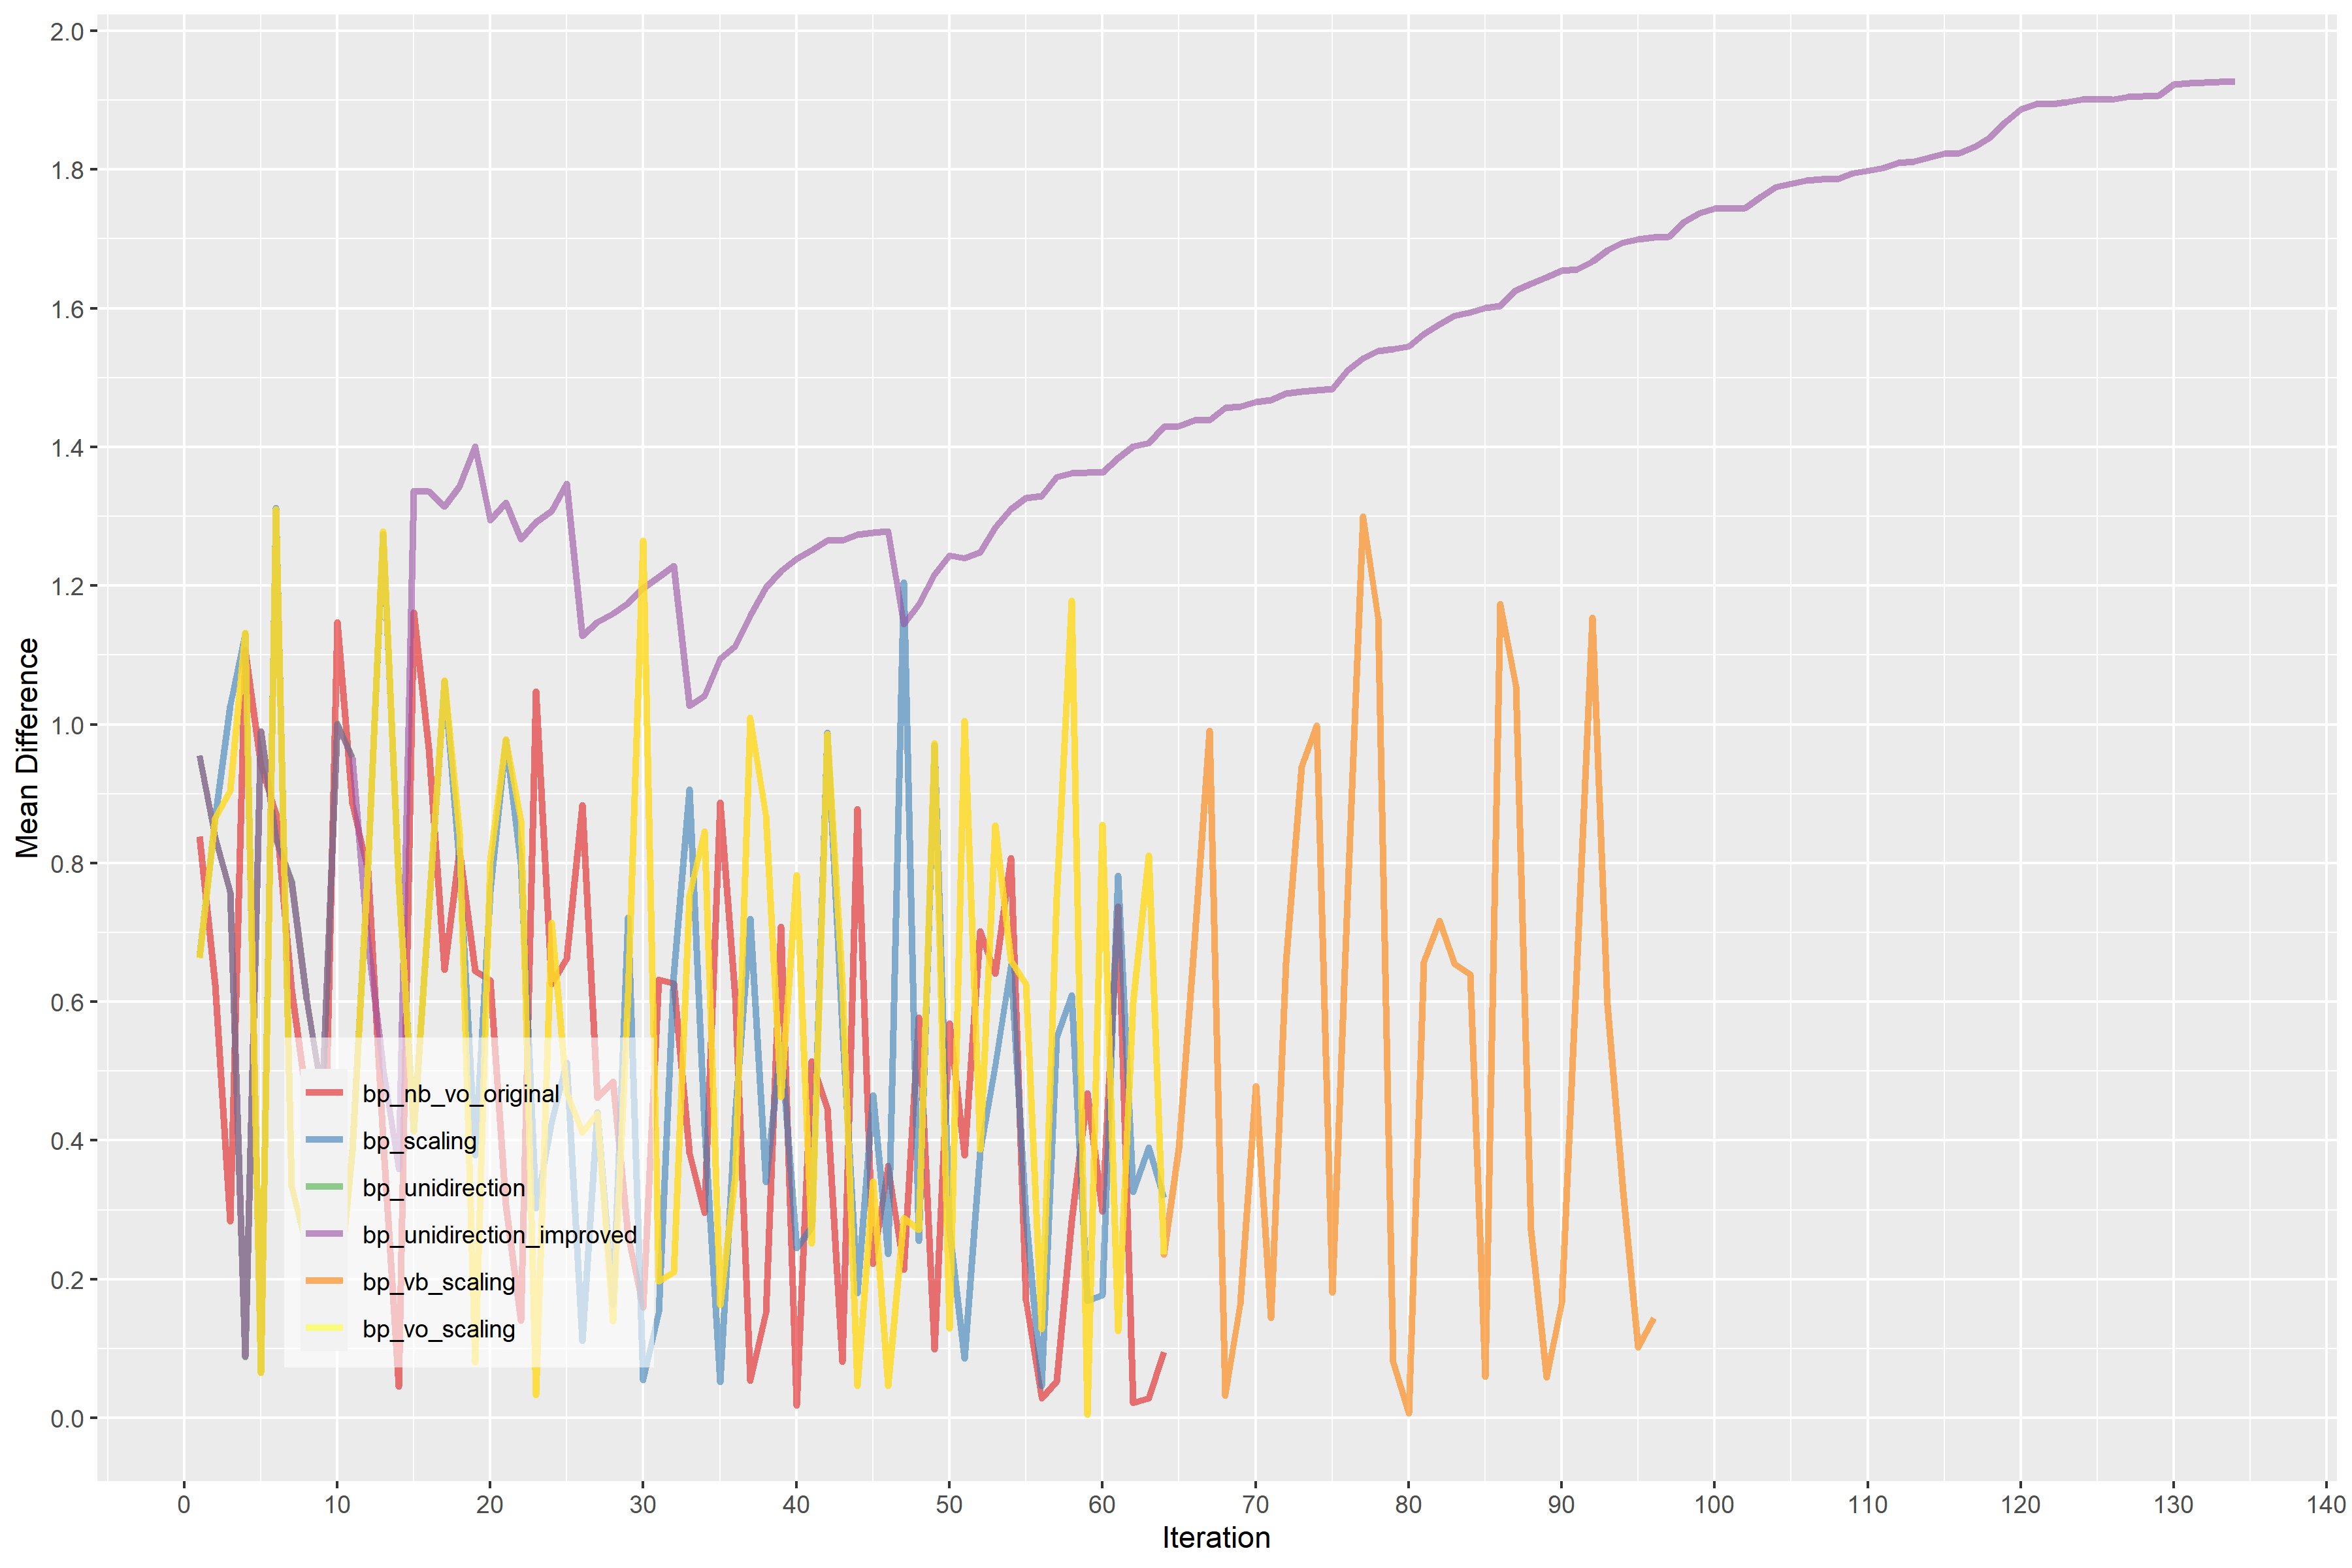 2.0
1.8
1.6
1.4
1.2
1.0
0.8
0.6
0.4
0.2
0.0
Mean Difference
bp_nb_vo_original
bp_scaling
bp_unidirection
bp_unidirection_improved
bp_vb_scaling
bp_vo_scaling
0 10 20 30 40 50 60 70 80 90 100 110 120 130 140
Iteration